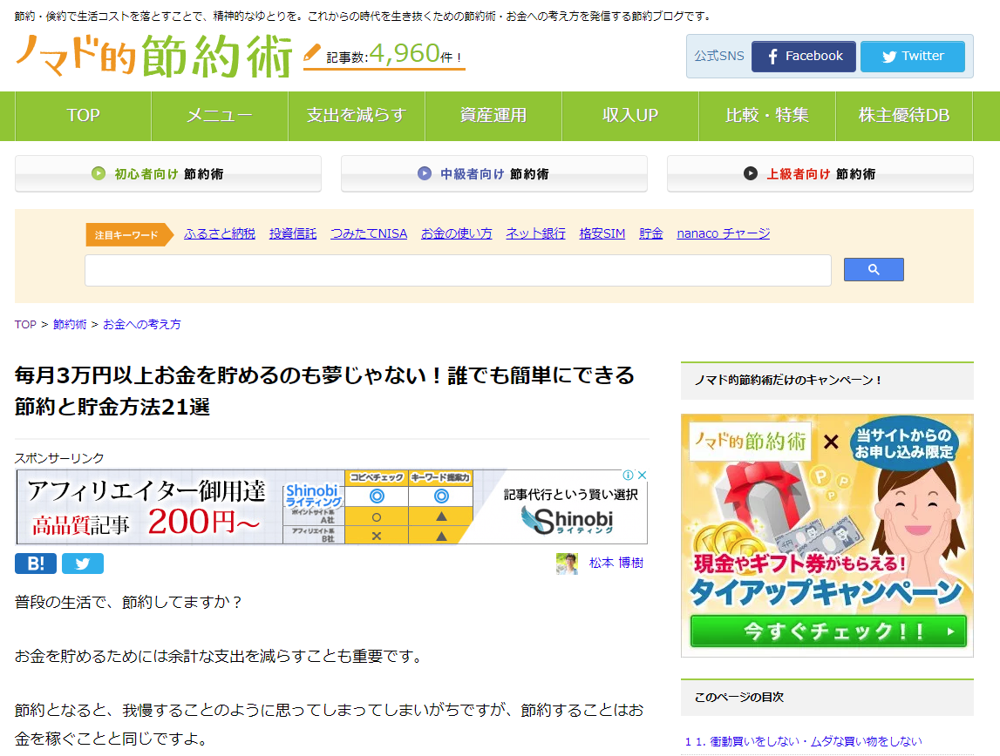 節約・倹約で生活コストを落とすことで、精神的なゆとりを。これからの時代を生き抜くための節約術・お金への考え方を発信する節約ブログです。
ノマド的節約術
記事数:4,960件！
公式SNS
Facebook
Twitter
TOP
メニュー
支出を減らす
資産運用
収入UP
比較・特集
株主優待DB
初心者向け 節約術
中級者向け 節約術
上級者向け 節約術
注目キーワード
ふるさと納税 投資信託 つみたてNISA お金の使い方 ネット銀行 格安SIM 貯金 nanaco チャージ
TOP > 節約術 > お金への考え方
毎月3万円以上お金を貯めるのも夢じゃない！誰でも簡単にできる
節約と貯金方法21選
スポンサーリンク
アフィリエイター御用達
高品質記事 200円～
コピペチェック キーワード提案力
Shinobi
ライティング
ポイントサイト系
A社
アフィリエイト系
B社
記事代行という賢い選択
Shinobi
ライティング
B!
松本 博樹
普段の生活で、節約してますか？
お金を貯めるためには余計な支出を減らすことも重要です。
節約となると、我慢することのように思ってしまってしまいがちですが、節約することはお
金を稼ぐことと同じですよ。
ノマド的節約術だけのキャンペーン！
ノマド的節約術 × 当サイトからの
お申し込み限定
現金やギフト券がもらえる!
タイアップキャンペーン
今すぐチェック!!
このページの目次
1 1. 衝動買いをしない・ムダな買い物をしない